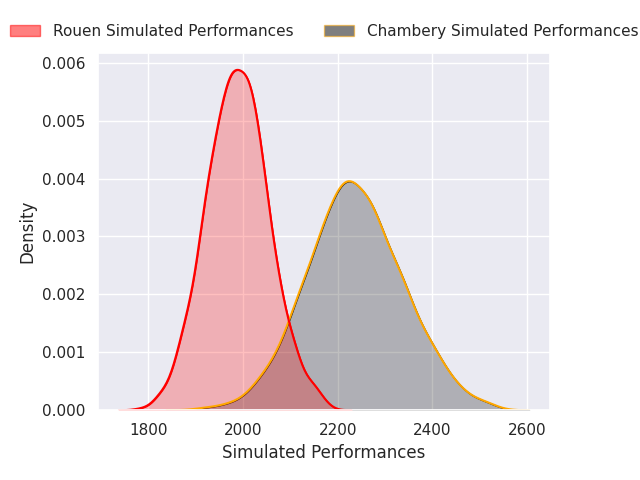 Rouen Simulated Performances Chambery Simulated Performances
0.006
0.005
0.004
0.003
0.002
0.001
0.000
Density
1800 2000 2200 2400 2600
Simulated Performances